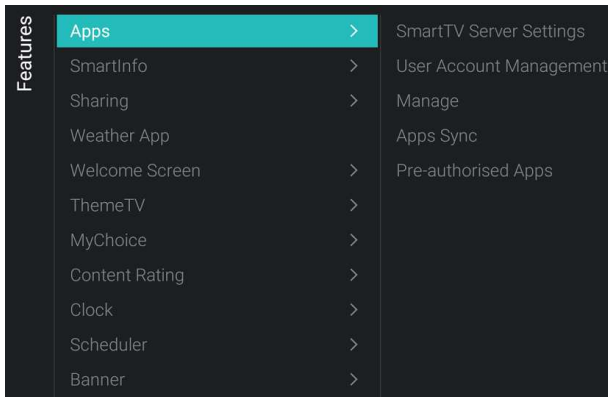 Features
Apps
SmartInfo
Sharing
Weather App
Welcome Screen
ThemeTV
MyChoice
Content Rating
Clock
Scheduler
Banner
SmartTV Server Settings
User Account Management
Manage
Apps Sync
Pre-authorised Apps